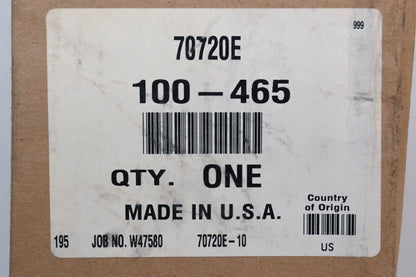 70720E
999
100-465
QTY. ONE
MADE IN U.S.A.
Country
of Origin
US
195 JOB NO. W47580 70720E-10